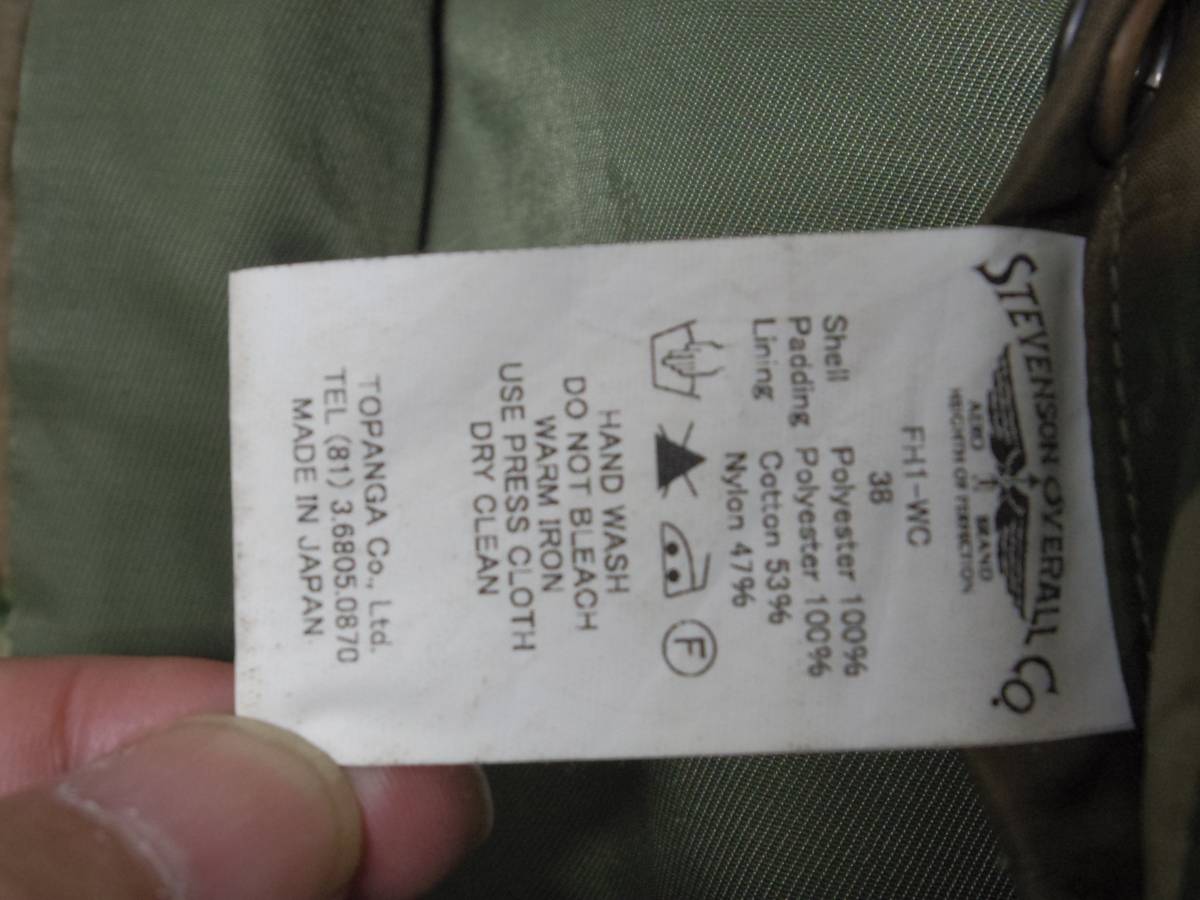 STEVENSON OVERALL Co.
AERO BRAND
HEIGHTH OF PERFECTION
FH1-WC
38
Shell Polyester 100%
Padding Polyester 100%
Lining Cotton 53%
Nylon 47%
F
HAND WASH
DO NOT BLEACH
WARM IRON
USE PRESS CLOTH
DRY CLEAN
TOPANGA Co., Ltd.
TEL (81) 3.6805.0870
MADE IN JAPAN